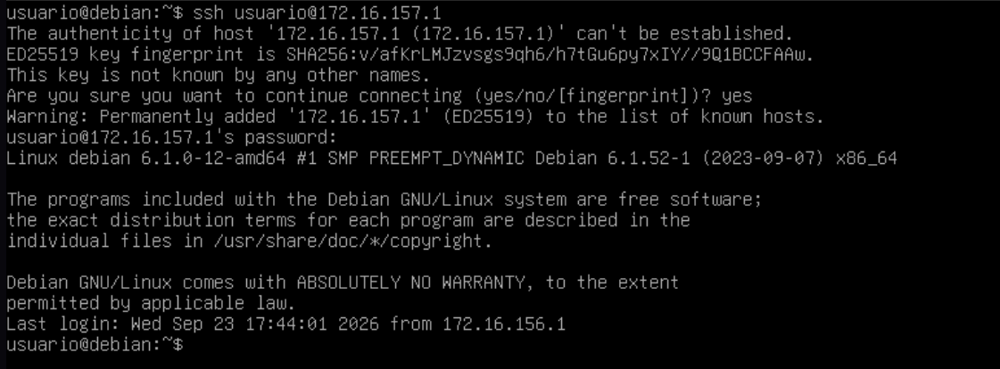 usuario@debian:~$ ssh usuario@172.16.157.1
The authenticity of host '172.16.157.1 (172.16.157.1)' can't be established.
ED25519 key fingerprint is SHA256:v/afKrLMJzvsgs9qh6/h7tGu6py7xIY//9Q1BCCFAAw.
This key is not known by any other names.
Are you sure you want to continue connecting (yes/no/[fingerprint])? yes
Warning: Permanently added '172.16.157.1' (ED25519) to the list of known hosts.
usuario@172.16.157.1's password:
Linux debian 6.1.0-12-amd64 #1 SMP PREEMPT_DYNAMIC Debian 6.1.52-1 (2023-09-07) x86_64
The programs included with the Debian GNU/Linux system are free software;
the exact distribution terms for each program are described in the
individual files in /usr/share/doc/*/copyright.
Debian GNU/Linux comes with ABSOLUTELY NO WARRANTY, to the extent
permitted by applicable law.
Last login: Wed Sep 23 17:44:01 2026 from 172.16.156.1
usuario@debian:~$